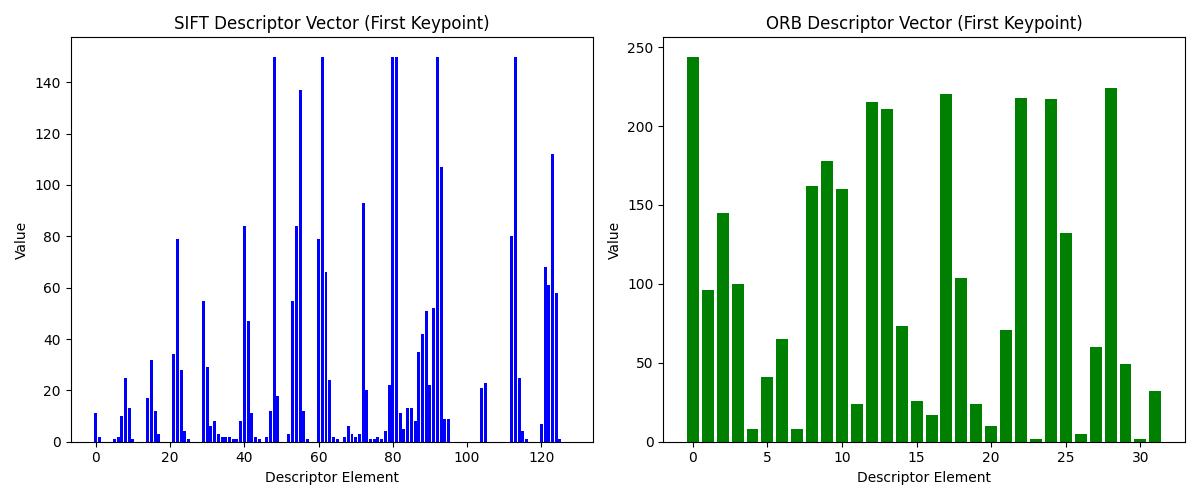 SIFT Descriptor Vector (First Keypoint)
Value
140
120
100
80
60
40
20
0
0 20 40 60 80 100 120
Descriptor Element
ORB Descriptor Vector (First Keypoint)
Value
250
200
150
100
50
0
0 5 10 15 20 25 30
Descriptor Element